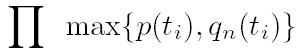 ∏ max{p(t_i), q_n(t_i)}